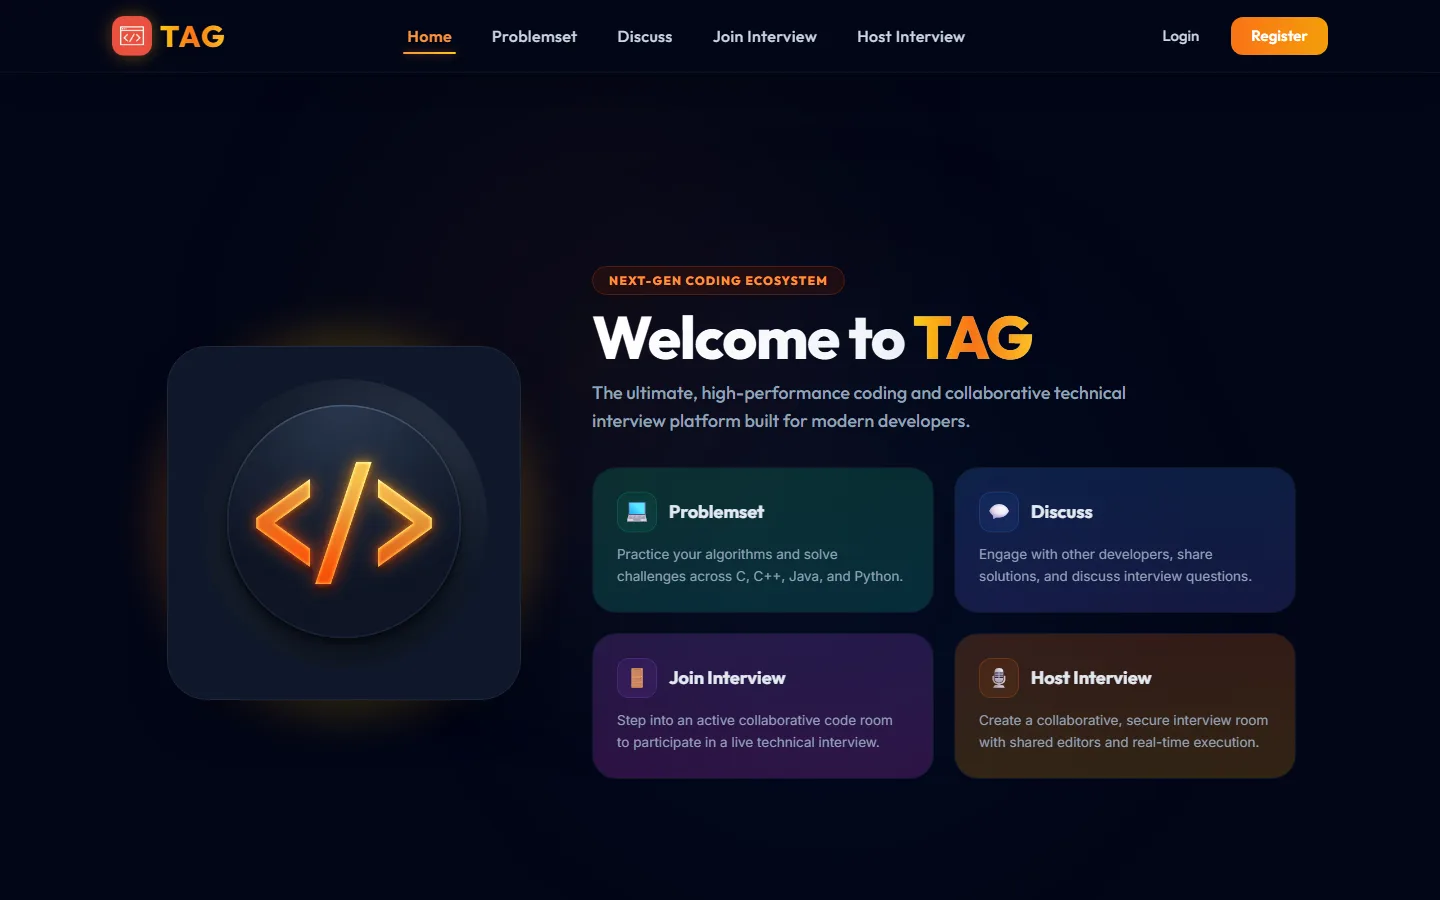 TAG
Home
Problemset
Discuss
Join Interview
Host Interview
Login
Register
NEXT-GEN CODING ECOSYSTEM
Welcome to TAG
The ultimate, high-performance coding and collaborative technical
interview platform built for modern developers.
Problemset
Practice your algorithms and solve
challenges across C, C++, Java, and Python.
Discuss
Engage with other developers, share
solutions, and discuss interview questions.
Join Interview
Step into an active collaborative code room
to participate in a live technical interview.
Host Interview
Create a collaborative, secure interview room
with shared editors and real-time execution.